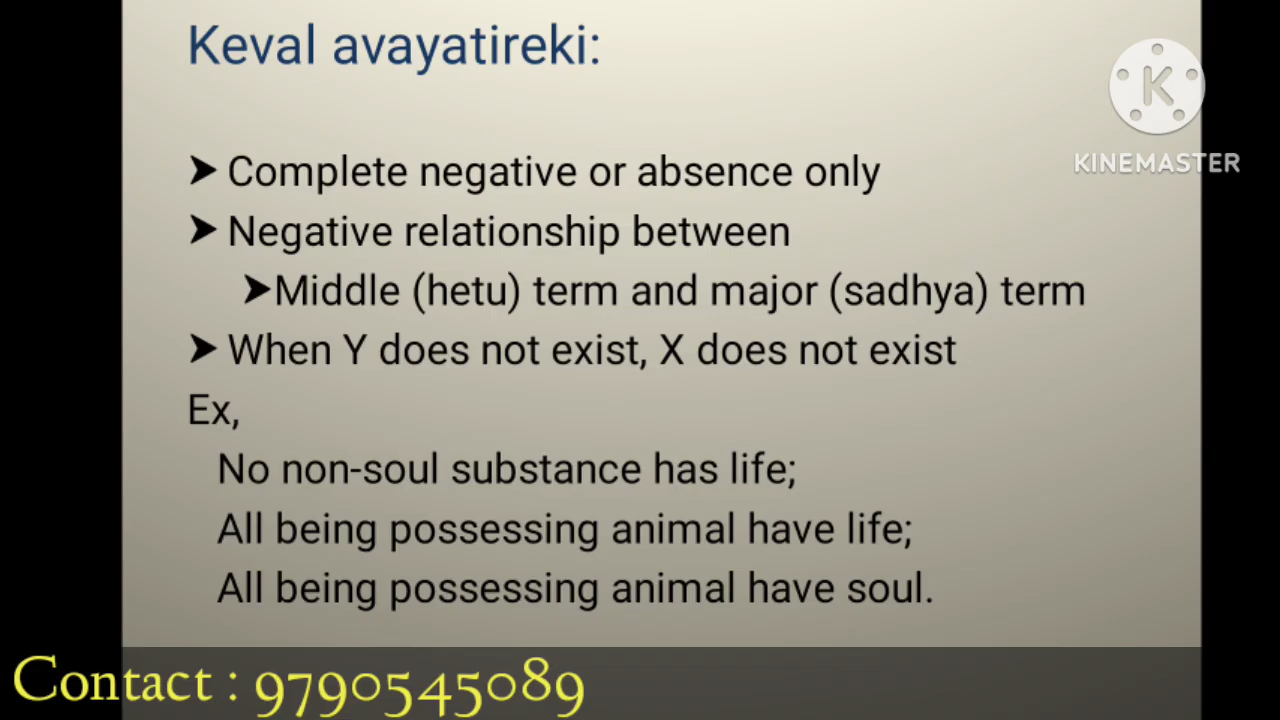 Keval avayatireki:
K
KINEMASTER
➤ Complete negative or absence only
➤ Negative relationship between
➤Middle (hetu) term and major (sadhya) term
➤ When Y does not exist, X does not exist
Ex,
No non-soul substance has life;
All being possessing animal have life;
All being possessing animal have soul.
Contact : 9790545089